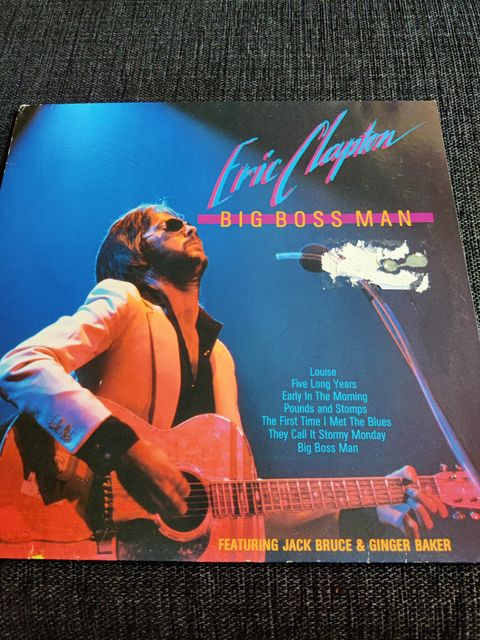 Eric Clapton
BIG BOSS MAN
Louise
Five Long Years
Early In The Morning
Pounds and Stomps
The First Time I Met The Blues
They Call It Stormy Monday
Big Boss Man
FEATURING JACK BRUCE & GINGER BAKER